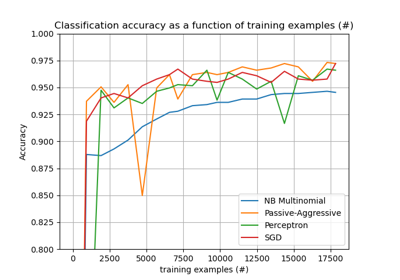 Classification accuracy as a function of training examples (#)
1.000
0.975
0.950
0.925
0.900
0.875
0.850
0.825
0.800
Accuracy
NB Multinomial
Passive-Aggressive
Perceptron
SGD
0 2500 5000 7500 10000 12500 15000 17500
training examples (#)